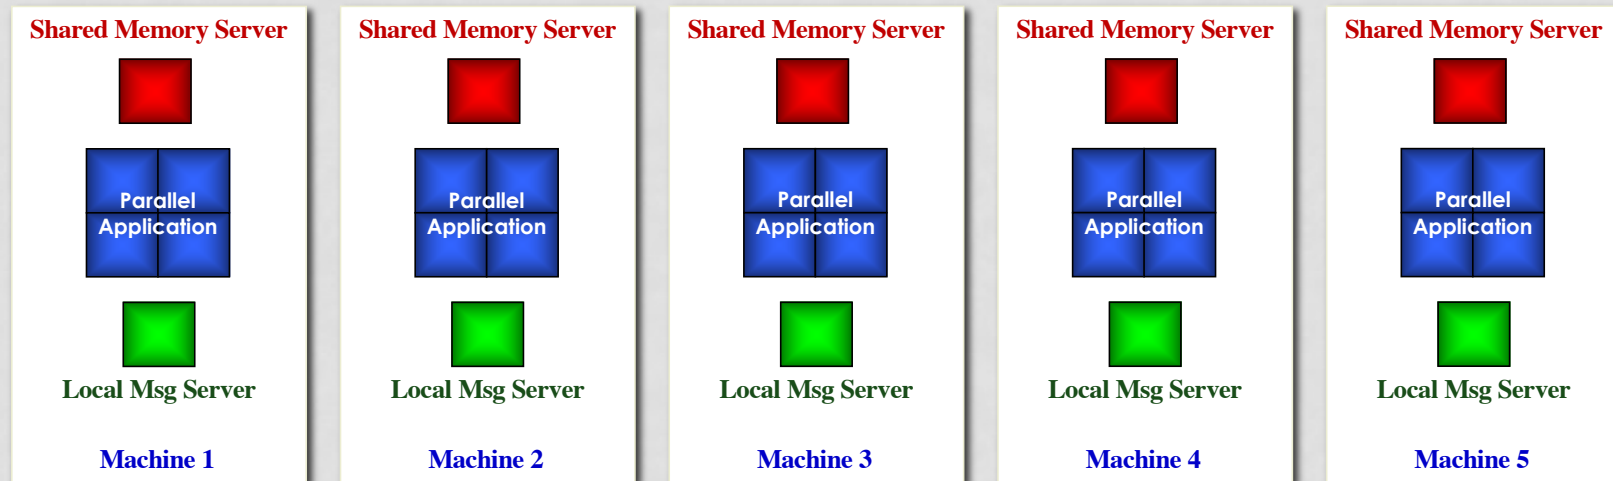 Shared Memory Server
Parallel
Application
Local Msg Server
Machine 1
Shared Memory Server
Parallel
Application
Local Msg Server
Machine 2
Shared Memory Server
Parallel
Application
Local Msg Server
Machine 3
Shared Memory Server
Parallel
Application
Local Msg Server
Machine 4
Shared Memory Server
Parallel
Application
Local Msg Server
Machine 5